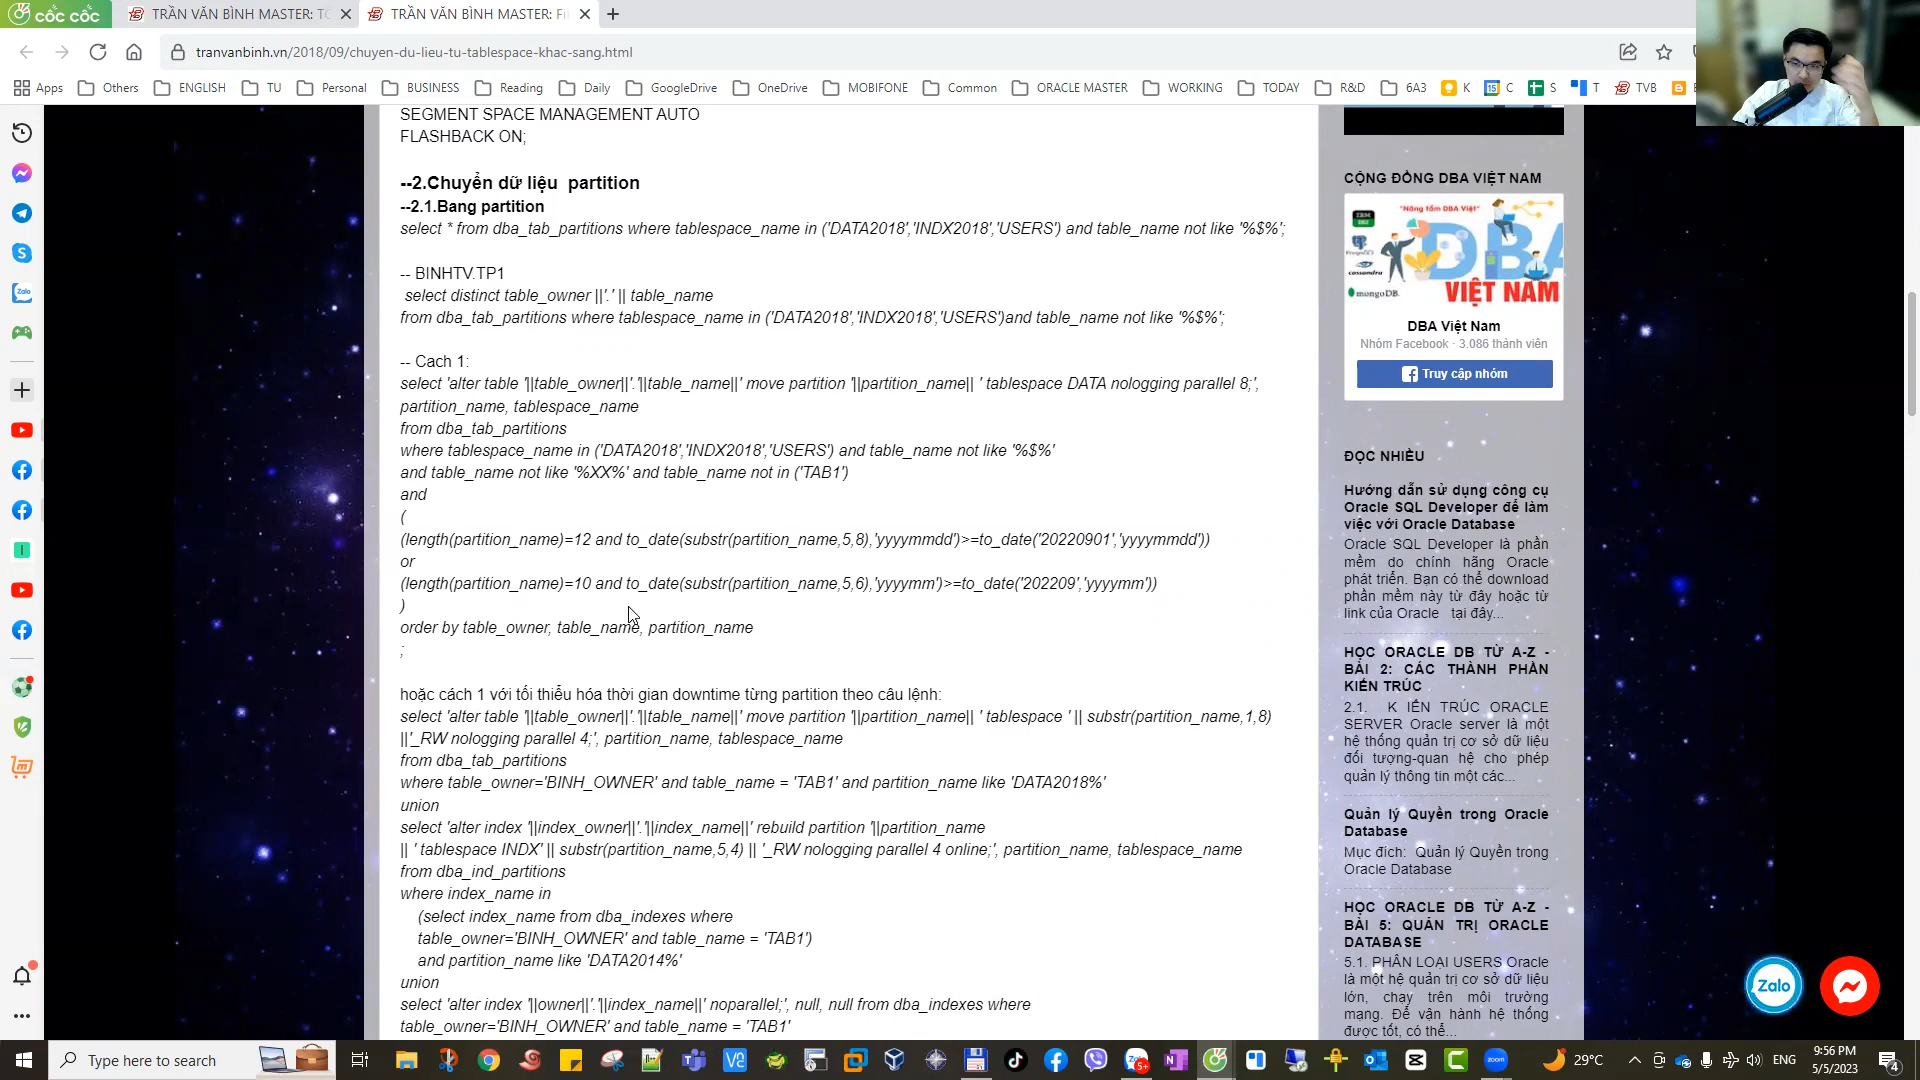 cốc cốc
TRẦN VĂN BÌNH MASTER: TC
TRẦN VĂN BÌNH MASTER: Fi
tranvanbinh.vn/2018/09/chuyen-du-lieu-tu-tablespace-khac-sang.html
Apps
Others
ENGLISH
TU
Personal
BUSINESS
Reading
Daily
GoogleDrive
OneDrive
MOBIFONE
Common
ORACLE MASTER
WORKING
TODAY
R&D
6A3
K
C
S
T
TVB
SEGMENT SPACE MANAGEMENT AUTO
FLASHBACK ON;
--2.Chuyển dữ liệu  partition
--2.1.Bang partition
select * from dba_tab_partitions where tablespace_name in ('DATA2018','INDX2018','USERS') and table_name not like '%$%';
-- BINHTV.TP1
select distinct table_owner ||'.' || table_name
from dba_tab_partitions where tablespace_name in ('DATA2018','INDX2018','USERS')and table_name not like '%$%';
-- Cach 1:
select 'alter table '||table_owner||'.'||table_name||' move partition '||partition_name|| ' tablespace DATA nologging parallel 8;',
partition_name, tablespace_name
from dba_tab_partitions
where tablespace_name in ('DATA2018','INDX2018','USERS') and table_name not like '%$%'
and table_name not like '%XX%' and table_name not in ('TAB1')
and
(
(length(partition_name)=12 and to_date(substr(partition_name,5,8),'yyyymmdd')>=to_date('20220901','yyyymmdd'))
or
(length(partition_name)=10 and to_date(substr(partition_name,5,6),'yyyymm')>=to_date('202209','yyyymm'))
)
order by table_owner, table_name, partition_name
;
hoặc cách 1 với tối thiểu hóa thời gian downtime từng partition theo câu lệnh:
select 'alter table '||table_owner||'.'||table_name||' move partition '||partition_name|| ' tablespace ' || substr(partition_name,1,8)
||'_RW nologging parallel 4;', partition_name, tablespace_name
from dba_tab_partitions
where table_owner='BINH_OWNER' and table_name = 'TAB1' and partition_name like 'DATA2018%'
union
select 'alter index '||index_owner||'.'||index_name||' rebuild partition '||partition_name
|| ' tablespace INDX' || substr(partition_name,5,4) || '_RW nologging parallel 4 online;', partition_name, tablespace_name
from dba_ind_partitions
where index_name in
(select index_name from dba_indexes where
table_owner='BINH_OWNER' and table_name = 'TAB1')
and partition_name like 'DATA2014%'
union
select 'alter index '||owner||'.'||index_name||' noparallel;', null, null from dba_indexes where
table_owner='BINH_OWNER' and table_name = 'TAB1'
CỘNG ĐỒNG DBA VIỆT NAM
"Nâng tầm DBA Việt"
cassandra
mongoDB.
DBA
VIỆT NAM
DBA Việt Nam
Nhóm Facebook · 3.086 thành viên
Truy cập nhóm
ĐỌC NHIỀU
Hướng dẫn sử dụng công cụ
Oracle SQL Developer để làm
việc với Oracle Database
Oracle SQL Developer là phần
mềm do chính hãng Oracle
phát triển. Bạn có thể download
phần mềm này từ đây hoặc từ
link của Oracle   tại đây...
HỌC ORACLE DB TỪ A-Z -
BÀI 2: CÁC THÀNH PHẦN
KIẾN TRÚC
2.1. K IẾN TRÚC ORACLE
SERVER Oracle server là một
hệ thống quản trị cơ sở dữ liệu
đối tượng-quan hệ cho phép
quản lý thông tin một các...
Quản lý Quyền trong Oracle
Database
Mục đích:  Quản lý Quyền trong
Oracle Database
HỌC ORACLE DB TỪ A-Z -
BÀI 5: QUẢN TRỊ ORACLE
DATABASE
5.1. PHÂN LOẠI USERS Oracle
là một hệ quản trị cơ sở dữ liệu
lớn, chạy trên môi trường
mạng. Để vận hành hệ thống
được tốt, có thể...
Zalo
Type here to search
29°C
ENG
9:56 PM
5/5/2023
4